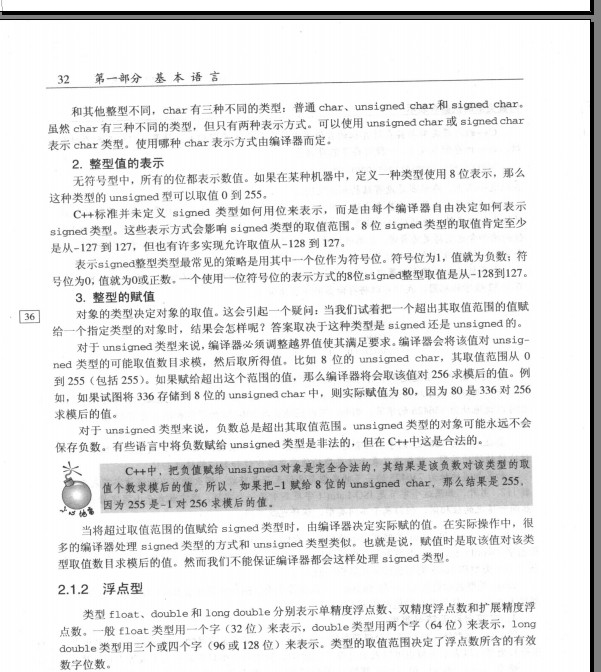 32 第一部分 基 本 语 言
和其他整型不同，char 有三种不同的类型：普通 char、unsigned char 和 signed char。
虽然 char 有三种不同的类型，但只有两种表示方式。可以使用 unsigned char 或 signed char
表示 char 类型。使用哪种 char 表示方式由编译器而定。
2. 整型值的表示
无符号型中，所有的位都表示数值。如果在某种机器中，定义一种类型使用 8 位表示，那么
这种类型的 unsigned 型可以取值 0 到 255。
C++标准并未定义 signed 类型如何用位来表示，而是由每个编译器自由决定如何表示
signed 类型。这些表示方式会影响 signed 类型的取值范围。8 位 signed 类型的取值肯定至少
是从-127 到 127，但也有许多实现允许取值从-128 到 127。
表示signed整型类型最常见的策略是用其中一个位作为符号位。符号位为1，值就为负数；符
号位为0，值就为0或正数。一个使用一位符号位的表示方式的8位signed整型取值是从-128到127。
3. 整型的赋值
36
对象的类型决定对象的取值。这会引起一个疑问：当我们试着把一个超出其取值范围的值赋
给一个指定类型的对象时，结果会怎样呢？答案取决于这种类型是 signed 还是 unsigned 的。
对于 unsigned 类型来说，编译器必须调整越界值使其满足要求。编译器会将该值对 unsig-
ned 类型的可能取值数目求模，然后取所得值。比如 8 位的 unsigned char，其取值范围从 0
到 255（包括 255）。如果赋给超出这个范围的值，那么编译器将会取该值对 256 求模后的值。例
如，如果试图将 336 存储到 8 位的 unsigned char 中，则实际赋值为 80，因为 80 是 336 对 256
求模后的值。
对于 unsigned 类型来说，负数总是超出其取值范围。unsigned 类型的对象可能永远不会
保存负数。有些语言中将负数赋给 unsigned 类型是非法的，但在 C++中这是合法的。
C++中，把负值赋给 unsigned 对象是完全合法的，其结果是该负数对该类型的取
值个数求模后的值。所以，如果把-1 赋给 8 位的 unsigned char，那么结果是 255，
因为 255 是-1 对 256 求模后的值。
小心地雷
当将超过取值范围的值赋给 signed 类型时，由编译器决定实际赋的值。在实际操作中，很
多的编译器处理 signed 类型的方式和 unsigned 类型类似。也就是说，赋值时是取该值对该类
型取值数目求模后的值。然而我们不能保证编译器都会这样处理 signed 类型。
2.1.2 浮点型
类型 float、double 和 long double 分别表示单精度浮点数、双精度浮点数和扩展精度浮
点数。一般 float 类型用一个字（32 位）来表示，double 类型用两个字（64 位）来表示，long
double 类型用三个或四个字（96 或 128 位）来表示。类型的取值范围决定了浮点数所含的有效
数字位数。